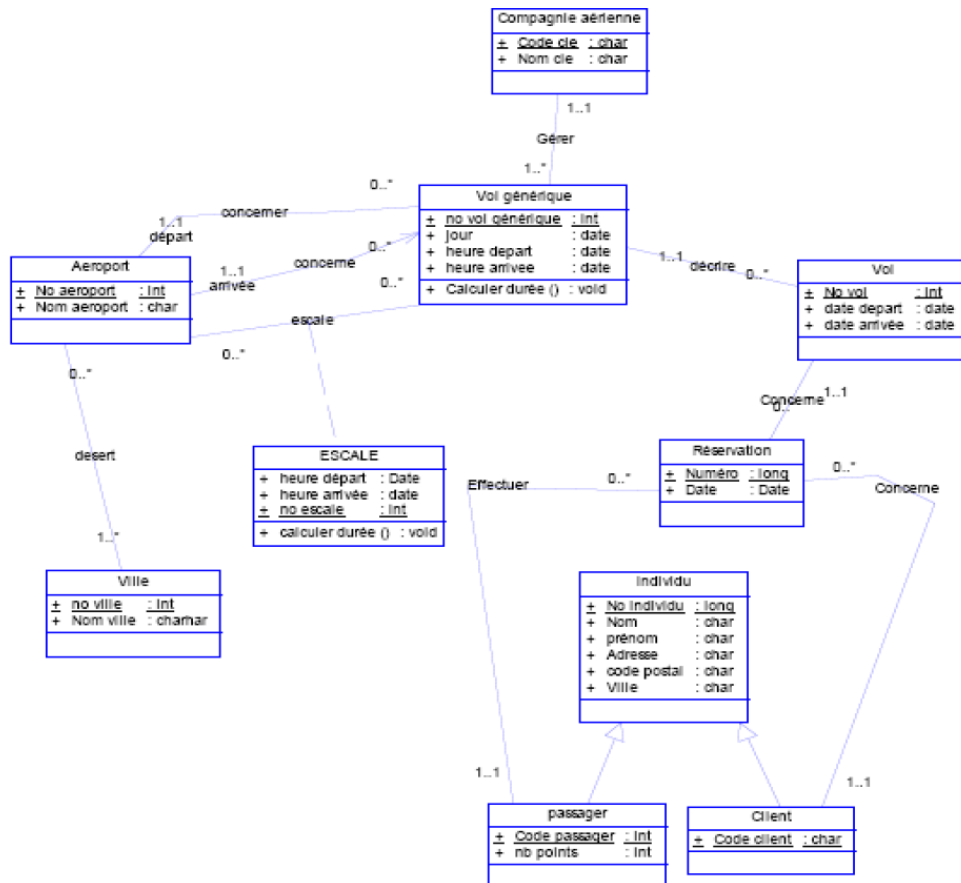 Compagnie aérienne
+ Code cie : char
+ Nom cie : char
1..1
Gérer
1..*
0..*
concerner
1..1
départ
Vol générique
+ no vol générique : Int
+ jour : date
+ heure depart : date
+ heure arrivee : date
+ Calculer durée () : void
0..*
concerne
1..1
arrivée
0..*
escale
0..*
Aeroport
+ No aeroport : Int
+ Nom aeroport : char
1..1
décrire
0..*
Vol
+ No vol : Int
+ date depart : date
+ date arrivée : date
0..*
desert
1..*
Concerne
1..1
0..
ESCALE
+ heure départ : Date
+ heure arrivée : date
+ no escale : Int
+ calculer durée () : void
Effectuer
0..*
Réservation
+ Numéro : long
+ Date : Date
0..*
Concerne
Ville
+ no ville : Int
+ Nom ville : charhar
Individu
+ No individu : long
+ Nom : char
+ prénom : char
+ Adresse : char
+ code postal : char
+ Ville : char
1..1
1..1
passager
+ Code passager : Int
+ nb points : Int
Client
+ Code client : char